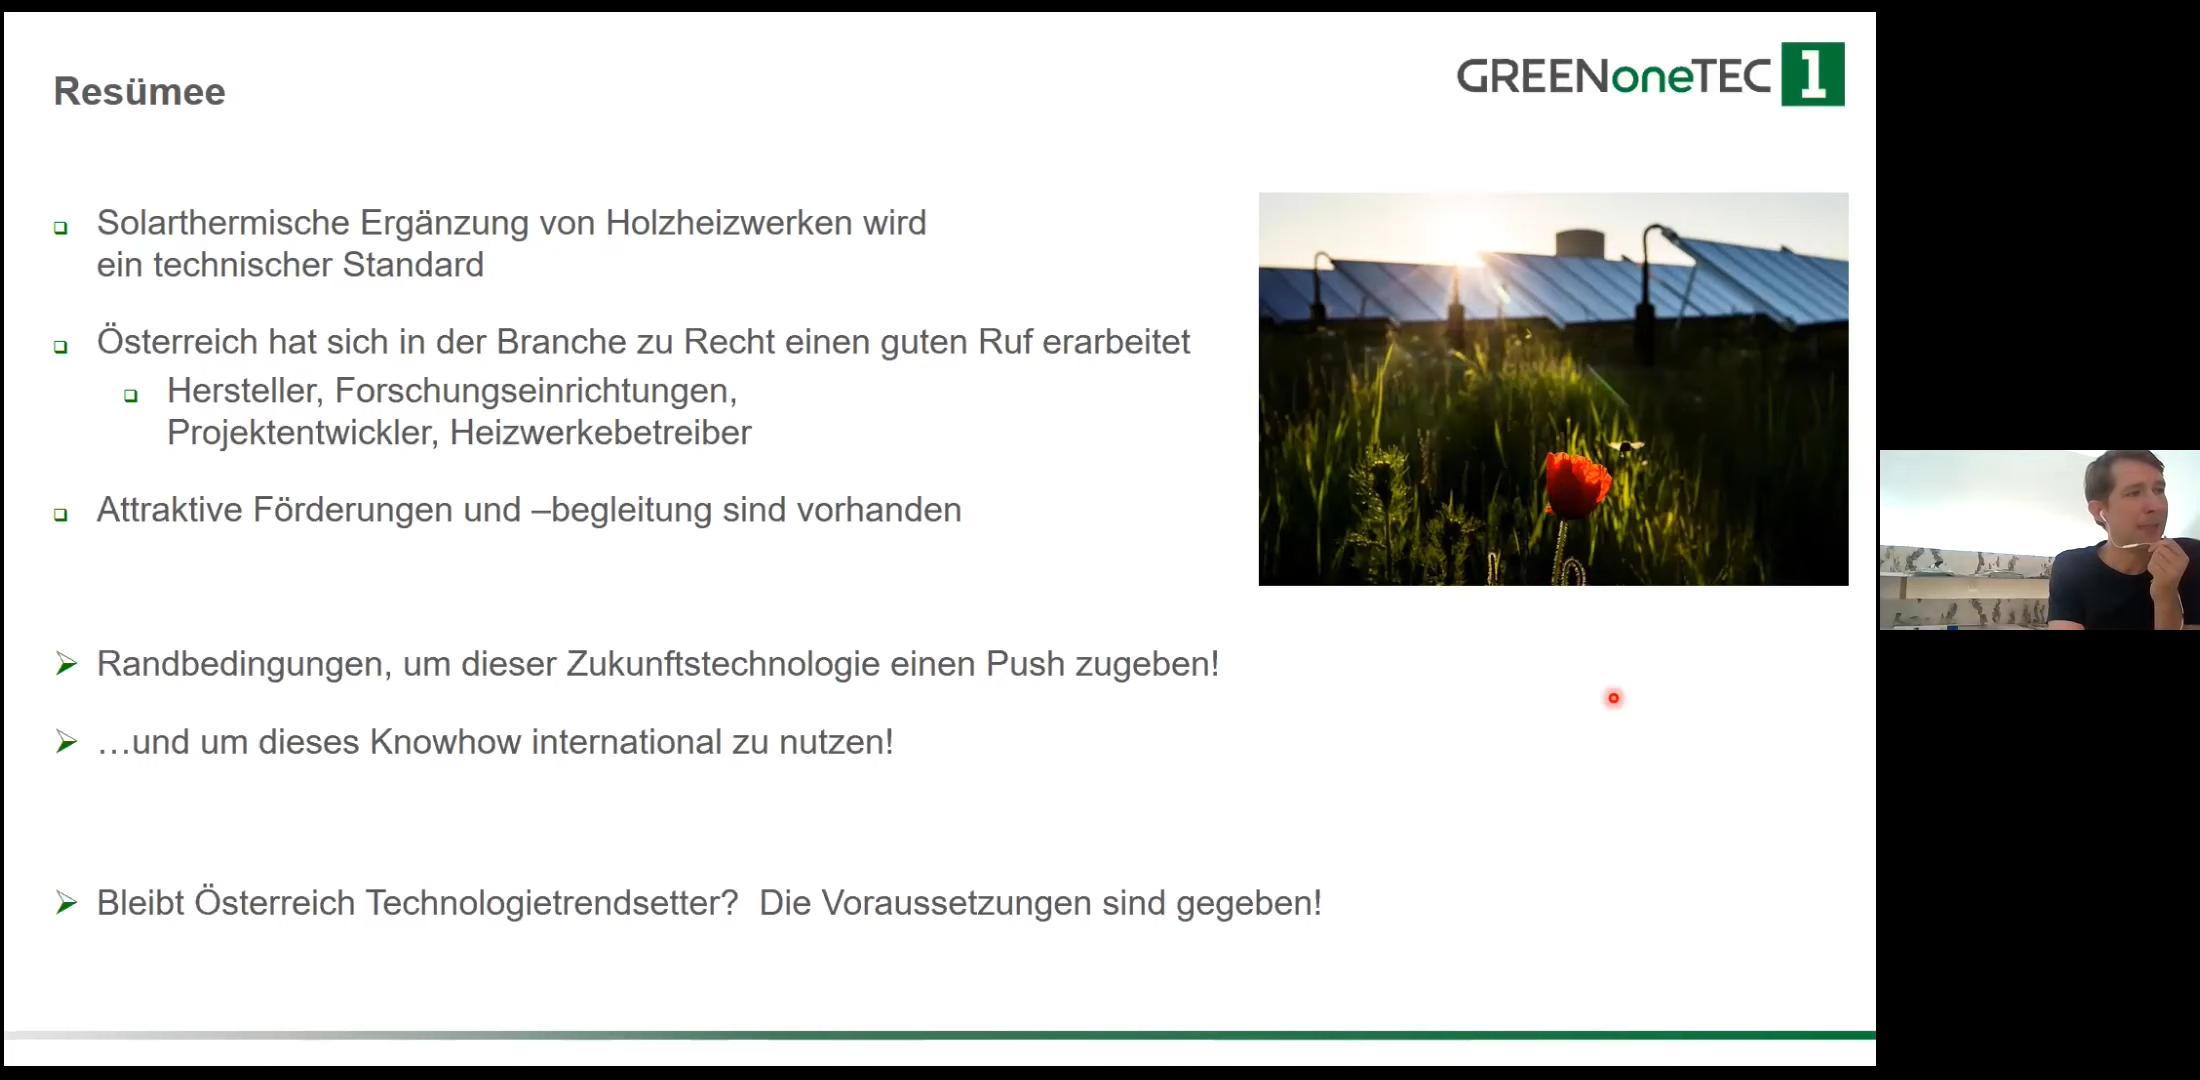 Resümee
GREENoneTEC 1
Solarthermische Ergänzung von Holzheizwerken wird
ein technischer Standard
Österreich hat sich in der Branche zu Recht einen guten Ruf erarbeitet
Hersteller, Forschungseinrichtungen,
Projektentwickler, Heizwerkebetreiber
Attraktive Förderungen und –begleitung sind vorhanden
Randbedingungen, um dieser Zukunftstechnologie einen Push zugeben!
…und um dieses Knowhow international zu nutzen!
Bleibt Österreich Technologietrendsetter?  Die Voraussetzungen sind gegeben!